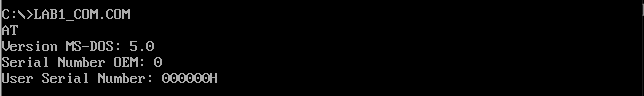 C:\>LAB1_COM.COM
AT
Version MS-DOS: 5.0
Serial Number OEM: 0
User Serial Number: 000000H